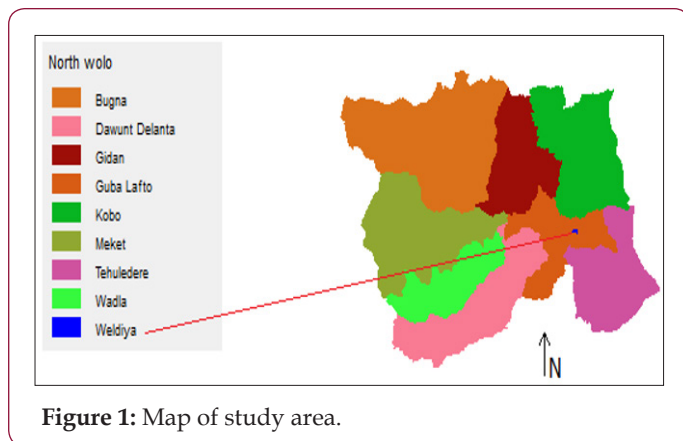 North wolo
Bugna
Dawunt Delanta
Gidan
Guba Lafto
Kobo
Meket
Tehuledere
Wadla
Weldiya
N
Figure 1: Map of study area.